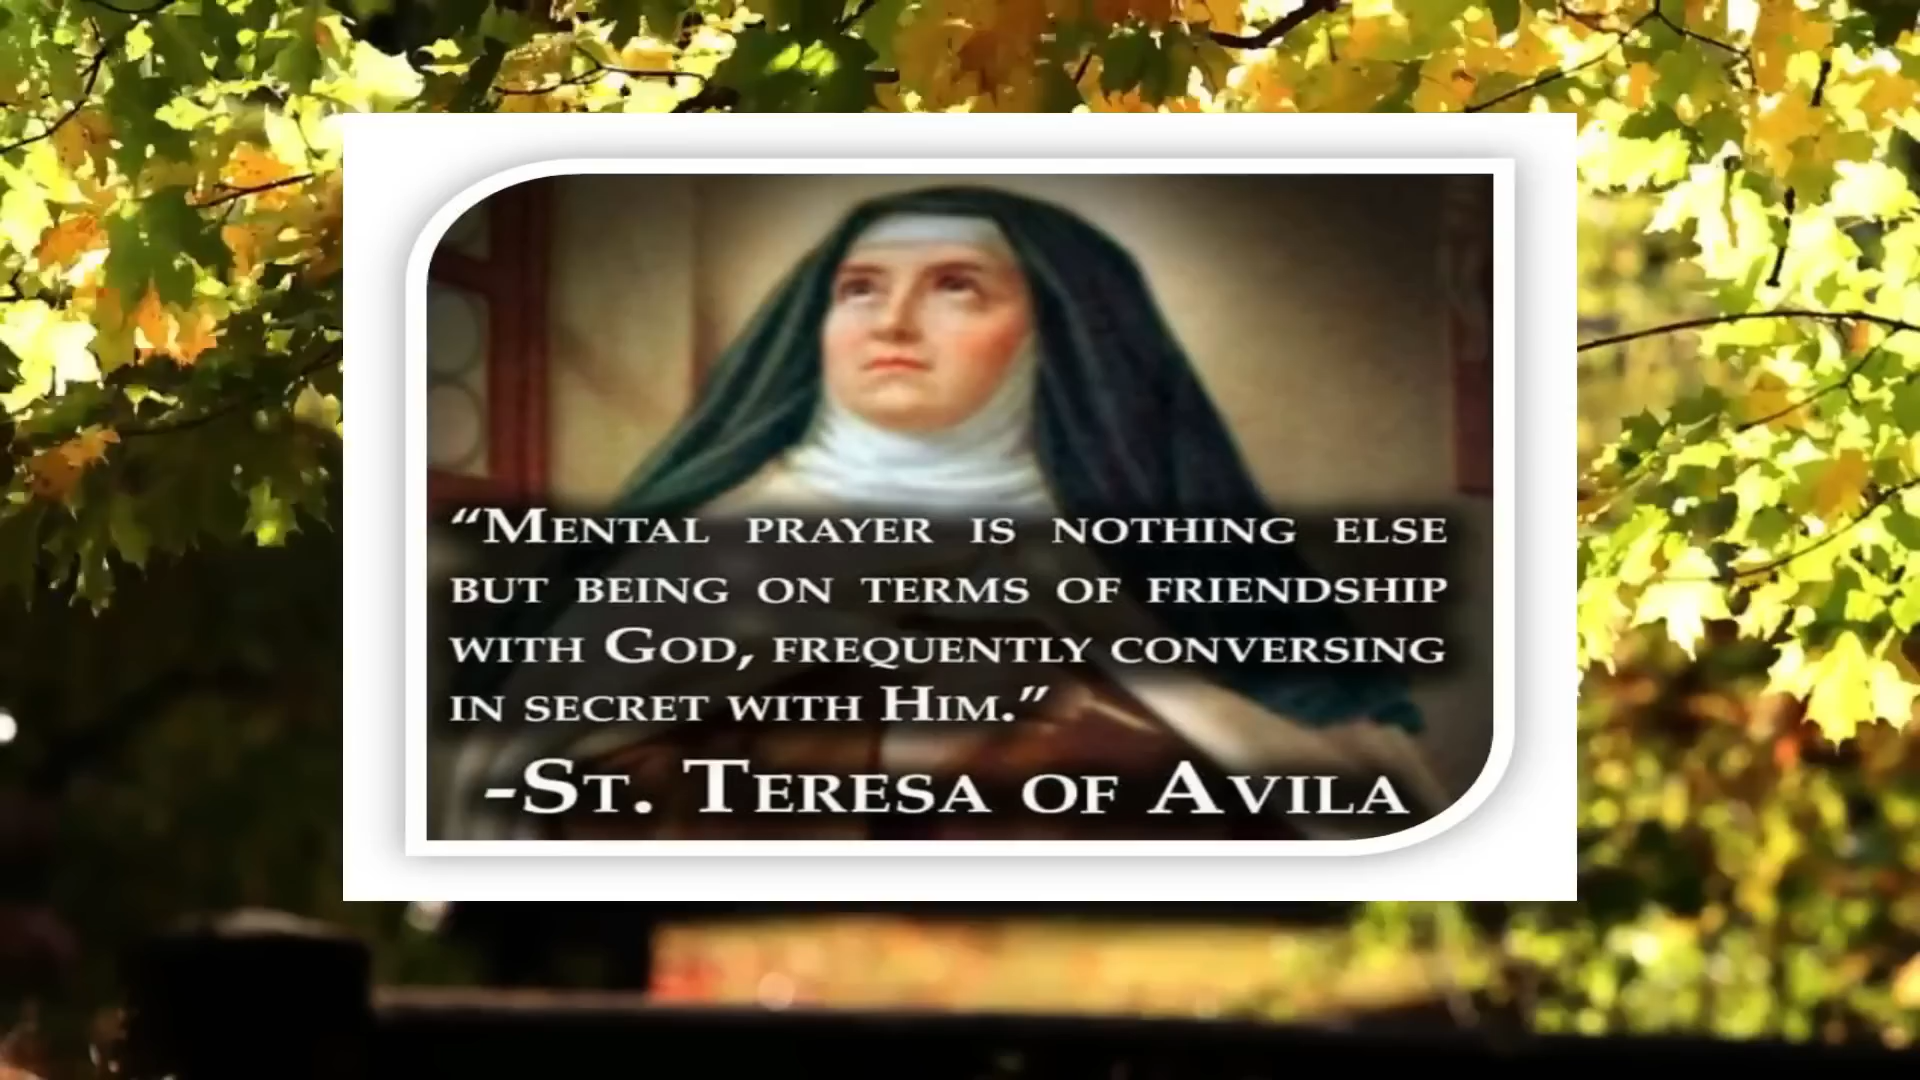 “Mental prayer is nothing else
but being on terms of friendship
with God, frequently conversing
in secret with Him.”
-St. Teresa of Avila